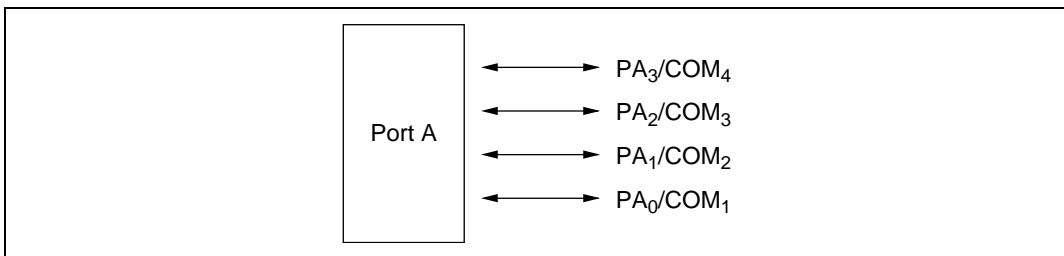 Port A
PA₃/COM₄
PA₂/COM₃
PA₁/COM₂
PA₀/COM₁